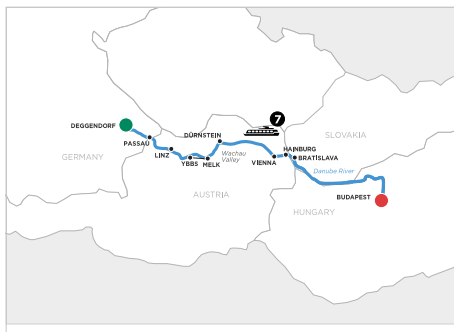 7
DÜRNSTEIN
DEGGENDORF
SLOVAKIA
PASSAU
HAINBURG
GERMANY
LINZ
Wachau
Valley
VIENNA
BRATISLAVA
YBBS
MELK
Danube River
AUSTRIA
BUDAPEST
HUNGARY